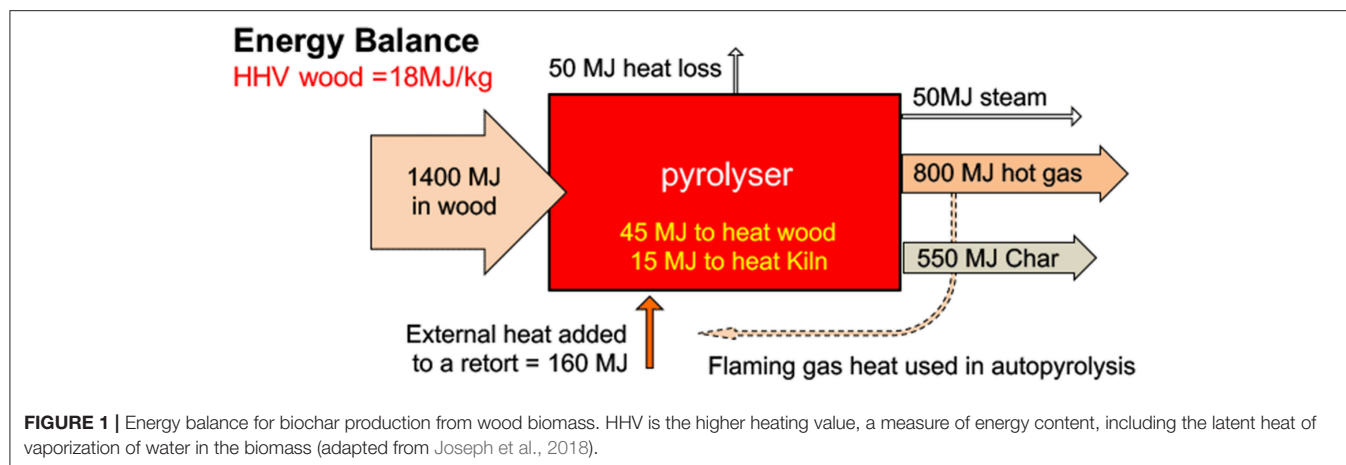 Energy Balance
HHV wood =18MJ/kg
50 MJ heat loss
50MJ steam
1400 MJ
in wood
pyrolyser
800 MJ hot gas
45 MJ to heat wood
15 MJ to heat Kiln
550 MJ Char
External heat added
to a retort = 160 MJ
Flaming gas heat used in autopyrolysis
FIGURE 1 | Energy balance for biochar production from wood biomass. HHV is the higher heating value, a measure of energy content, including the latent heat of
vaporization of water in the biomass (adapted from Joseph et al., 2018).